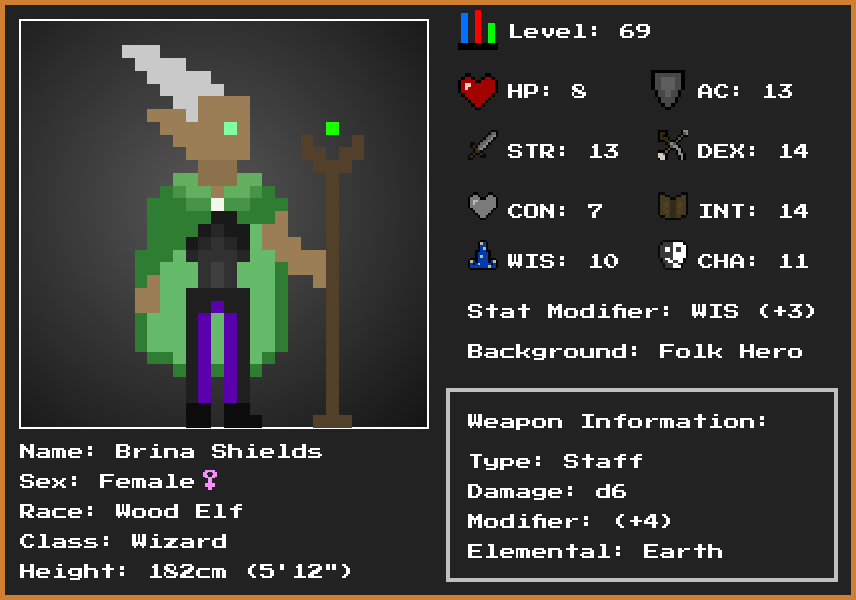 Level: 69
HP: 8
AC: 13
STR: 13
DEX: 14
CON: 7
INT: 14
WIS: 10
CHA: 11
Stat Modifier: WIS (+3)
Background: Folk Hero
Weapon Information:
Type: Staff
Damage: d6
Modifier: (+4)
Elemental: Earth
Name: Brina Shields
Sex: Female♀
Race: Wood Elf
Class: Wizard
Height: 182cm (5'12")